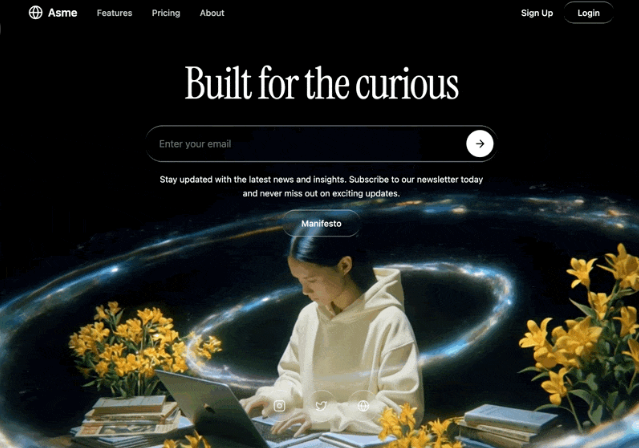 Asme
Features
Pricing
About
Sign Up
Login
Built for the curious
Enter your email
Stay updated with the latest news and insights. Subscribe to our newsletter today
and never miss out on exciting updates.
Manifesto